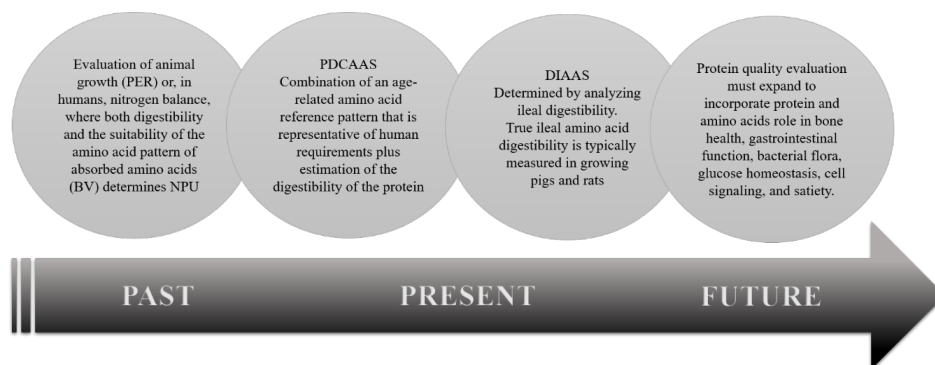 Evaluation of animal
growth (PER) or, in
humans, nitrogen balance,
where both digestibility
and the suitability of the
amino acid pattern of
absorbed amino acids
(BV) determines NPU
PDCAAS
Combination of an age-
related amino acid
reference pattern that is
representative of human
requirements plus
estimation of the
digestibility of the protein
DIAAS
Determined by analyzing
ileal digestibility.
True ileal amino acid
digestibility is typically
measured in growing
pigs and rats
Protein quality evaluation
must expand to
incorporate protein and
amino acids role in bone
health, gastrointestinal
function, bacterial flora,
glucose homeostasis, cell
signaling, and satiety.
PAST
PRESENT
FUTURE